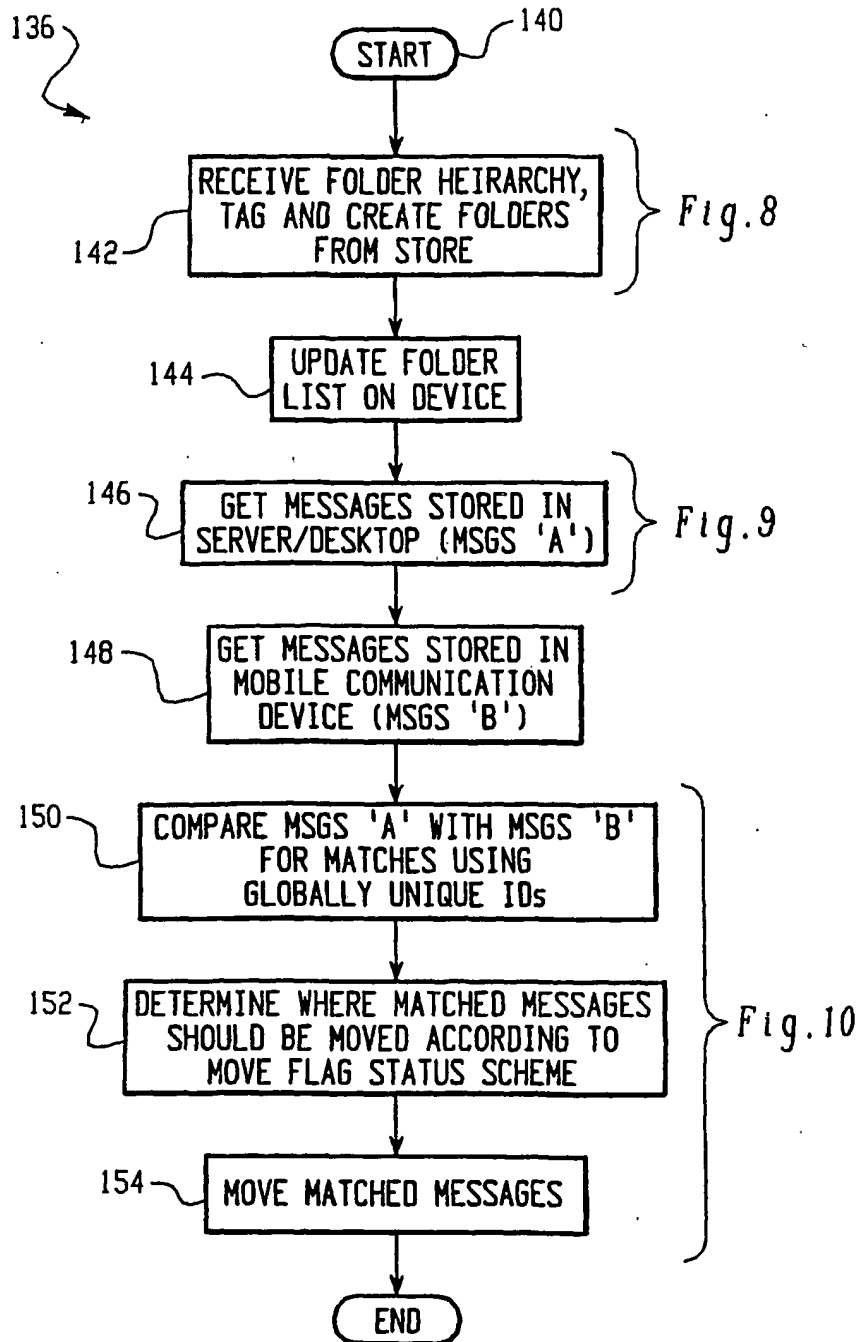 136
START
140
RECEIVE FOLDER HEIRARCHY,
TAG AND CREATE FOLDERS
FROM STORE
142
Fig.8
UPDATE FOLDER
LIST ON DEVICE
144
146
GET MESSAGES STORED IN
SERVER/DESKTOP (MSGS 'A')
Fig.9
148
GET MESSAGES STORED IN
MOBILE COMMUNICATION
DEVICE (MSGS 'B')
150
COMPARE MSGS 'A' WITH MSGS 'B'
FOR MATCHES USING
GLOBALLY UNIQUE IDs
152
DETERMINE WHERE MATCHED MESSAGES
SHOULD BE MOVED ACCORDING TO
MOVE FLAG STATUS SCHEME
Fig.10
154
MOVE MATCHED MESSAGES
END